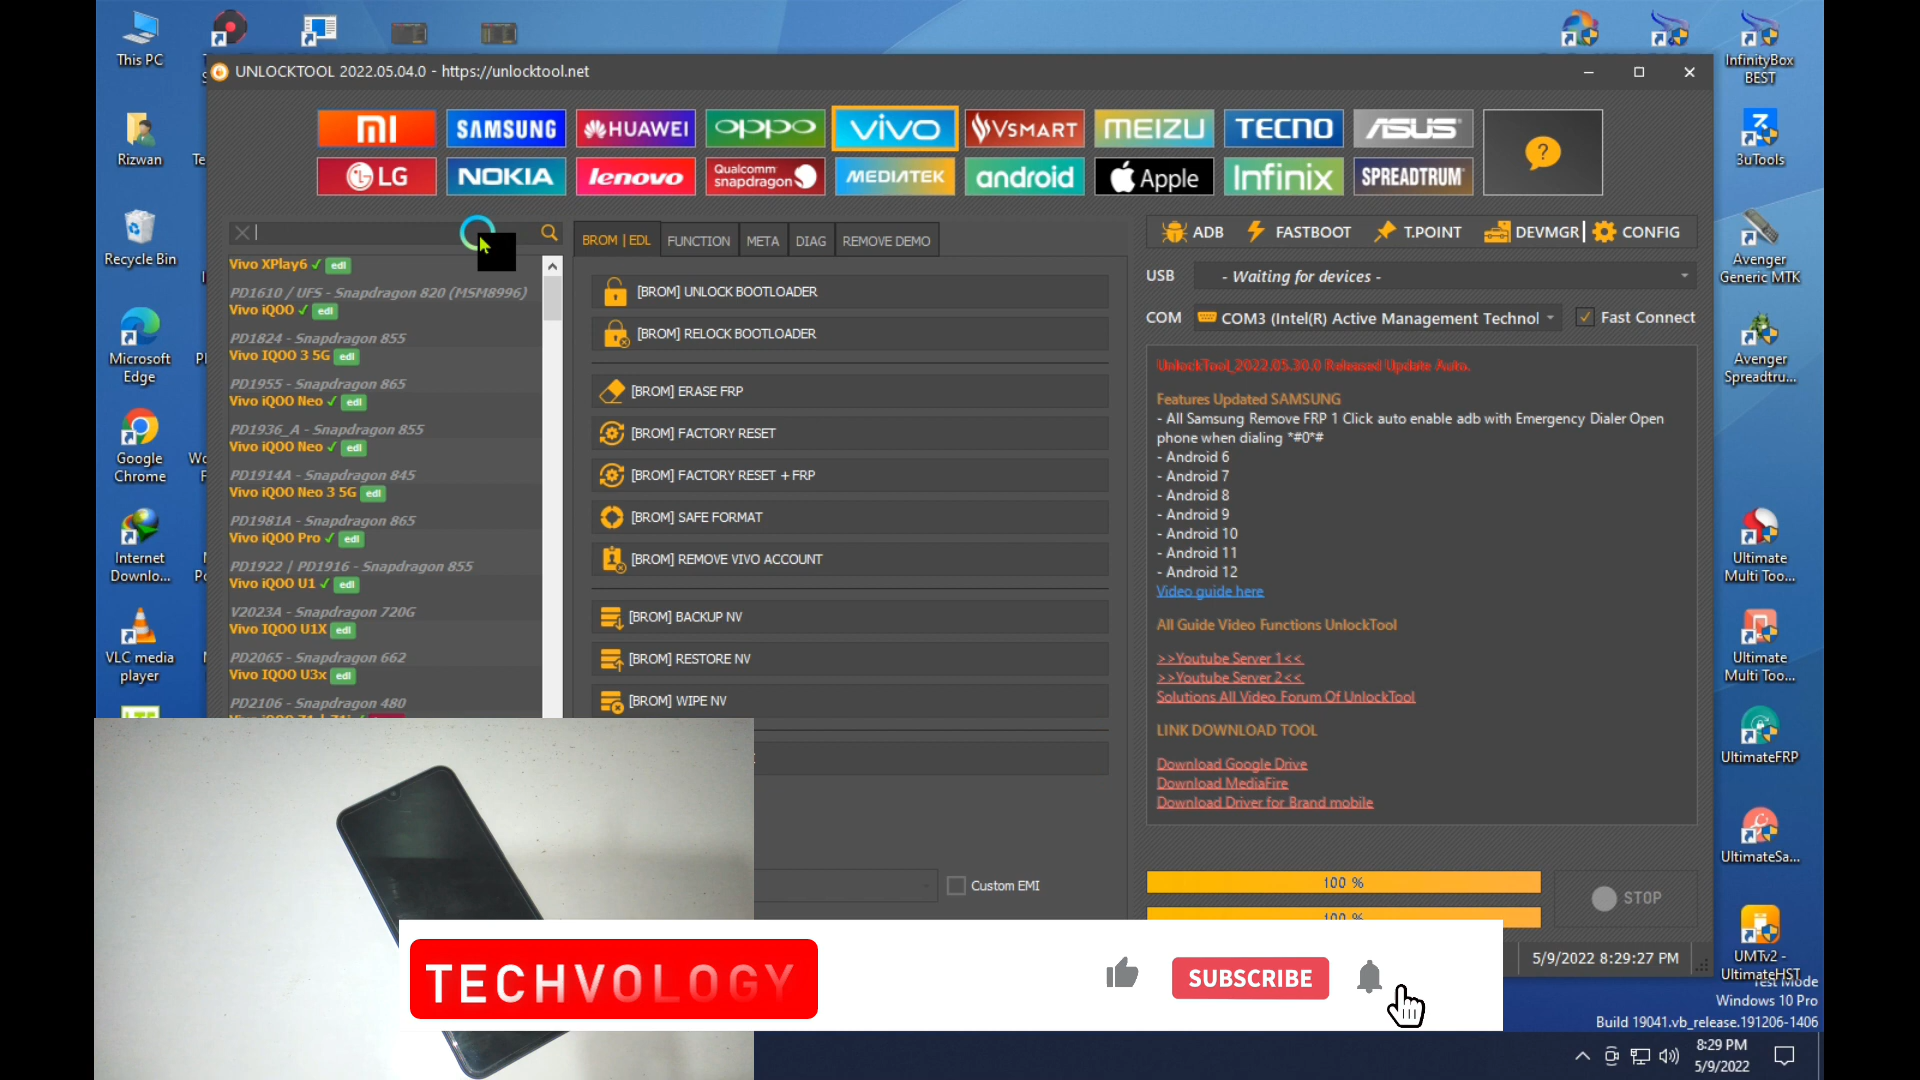 This PC
Rizwan
Recycle Bin
Microsoft
Edge
Google
Chrome
Internet
Downlo...
VLC media
player
UNLOCKTOOL 2022.05.04.0 - https://unlocktool.net
mi
SAMSUNG
HUAWEI
oppo
vivo
VSMART
MEIZU
TECNO
ASUS
LG
NOKIA
lenovo
Qualcomm
snapdragon
MEDIATEK
android
Apple
Infinix
SPREADTRUM
?
Vivo XPlay6 ✓ edl
PD1610 / UFS - Snapdragon 820 (MSM8996)
Vivo iQOO ✓ edl
PD1824 - Snapdragon 855
Vivo IQOO 3 5G edl
PD1955 - Snapdragon 865
Vivo iQOO Neo ✓ edl
PD1936_A - Snapdragon 855
Vivo iQOO Neo ✓ edl
PD1914A - Snapdragon 845
Vivo iQOO Neo 3 5G edl
PD1981A - Snapdragon 865
Vivo iQOO Pro ✓ edl
PD1922 | PD1916 - Snapdragon 855
Vivo iQOO U1 ✓ edl
V2023A - Snapdragon 720G
Vivo IQOO U1X edl
PD2065 - Snapdragon 662
Vivo IQOO U3x edl
PD2106 - Snapdragon 480
BROM | EDL
FUNCTION
META
DIAG
REMOVE DEMO
[BROM] UNLOCK BOOTLOADER
[BROM] RELOCK BOOTLOADER
[BROM] ERASE FRP
[BROM] FACTORY RESET
[BROM] FACTORY RESET + FRP
[BROM] SAFE FORMAT
[BROM] REMOVE VIVO ACCOUNT
[BROM] BACKUP NV
[BROM] RESTORE NV
[BROM] WIPE NV
Custom EMI
ADB
FASTBOOT
T.POINT
DEVMGR
CONFIG
USB - Waiting for devices -
COM COM3 (Intel(R) Active Management Technol
Fast Connect
UnlockTool_2022.05.30.0 Released Update Auto.
Features Updated SAMSUNG
- All Samsung Remove FRP 1 Click auto enable adb with Emergency Dialer Open
phone when dialing *#0*#
- Android 6
- Android 7
- Android 8
- Android 9
- Android 10
- Android 11
- Android 12
Video guide here
All Guide Video Functions UnlockTool
>>Youtube Server 1<<
>>Youtube Server 2<<
Solutions All Video Forum Of UnlockTool
LINK DOWNLOAD TOOL
Download Google Drive
Download MediaFire
Download Driver for Brand mobile
100 %
100 %
STOP
5/9/2022 8:29:27 PM
InfinityBox
BEST
3uTools
Avenger
Generic MTK
Avenger
Spreadtru...
Ultimate
Multi Too...
Ultimate
Multi Too...
UltimateFRP
UltimateSa...
UMTv2 -
UltimateHST
Test Mode
Windows 10 Pro
Build 19041.vb_release.191206-1406
TECHVOLOGY
SUBSCRIBE
8:29 PM
5/9/2022